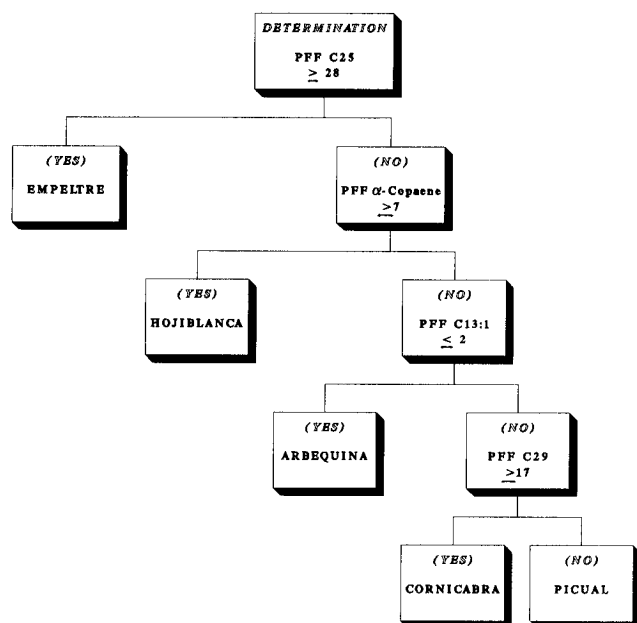 DETERMINATION
PFF C25
≥ 28
(YES)
EMPELTRE
(NO)
PFF α-Copaene
≥7
(YES)
HOJIBLANCA
(NO)
PFF C13:1
≤ 2
(YES)
ARBEQUINA
(NO)
PFF C29
≥17
(YES)
CORNICABRA
(NO)
PICUAL